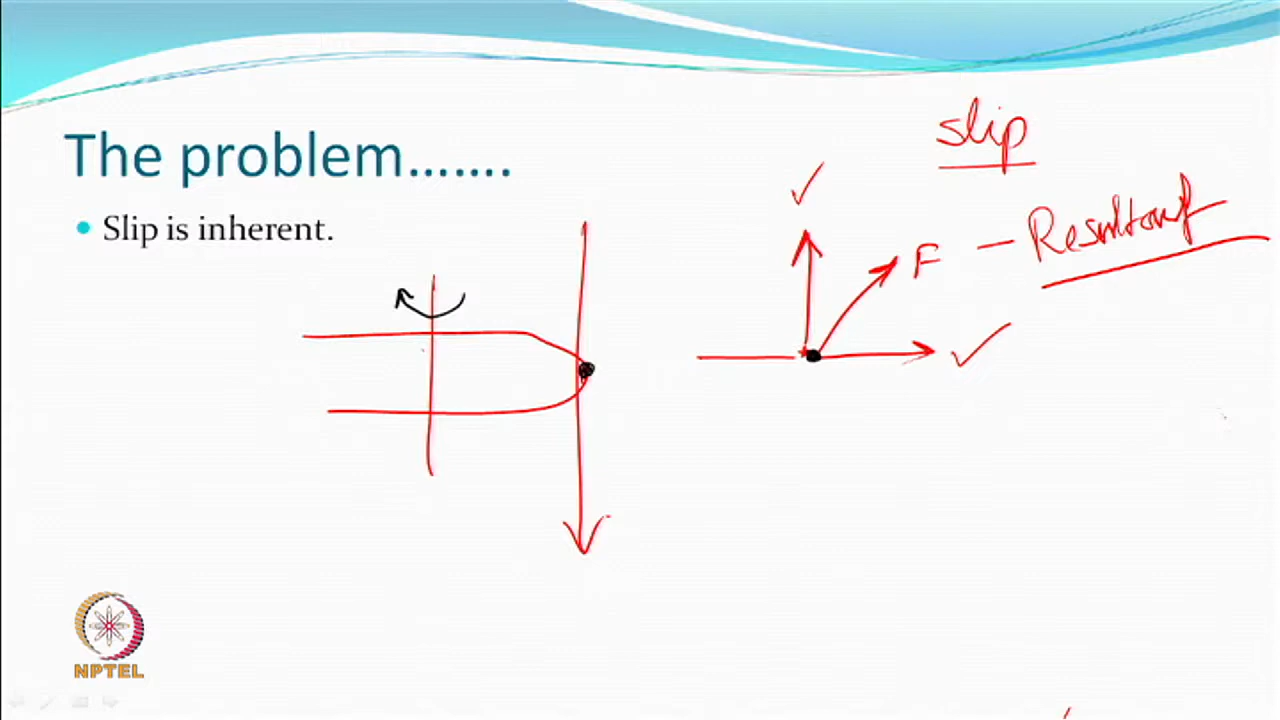 The problem.......
• Slip is inherent.
slip
F – Resultant
NPTEL